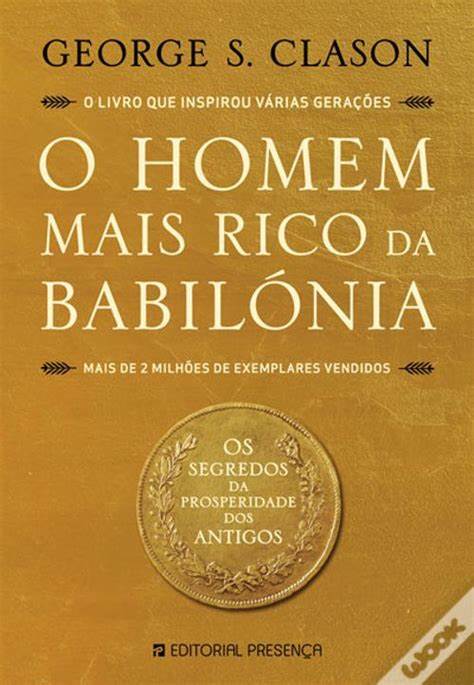 GEORGE S. CLASON
O LIVRO QUE INSPIROU VÁRIAS GERAÇÕES
O HOMEM
MAIS RICO DA
BABILÓNIA
MAIS DE 2 MILHÕES DE EXEMPLARES VENDIDOS
OS
SEGREDOS
DA
PROSPERIDADE
DOS
ANTIGOS
EDITORIAL PRESENÇA
WOOK